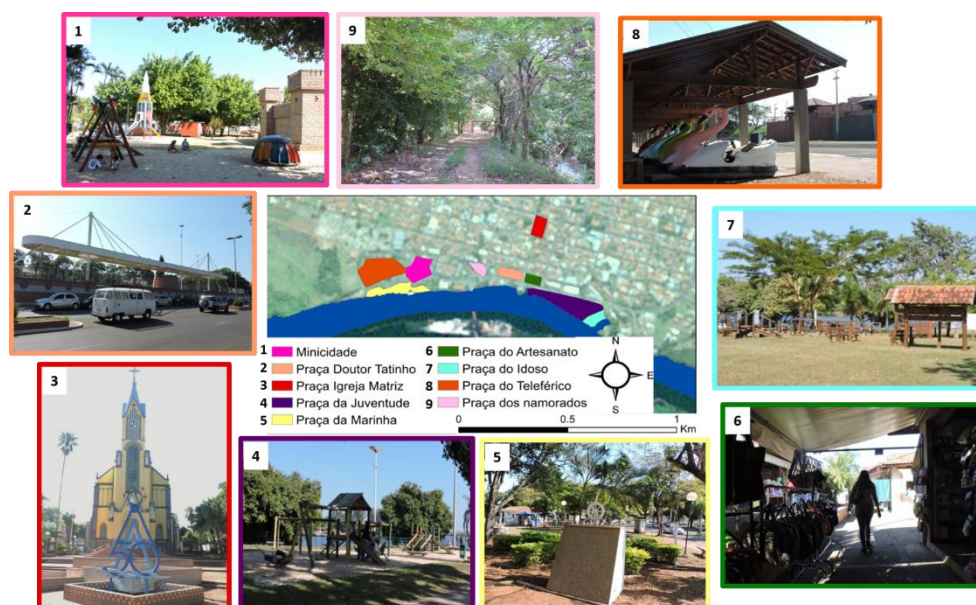 1
9
8
2
7
3
4
5
6
50
1 Minicidade
2 Praça Doutor Tatinho
3 Praça Igreja Matriz
4 Praça da Juventude
5 Praça da Marinha
6 Praça do Artesanato
7 Praça do Idoso
8 Praça do Teleférico
9 Praça dos namorados
N
E
S
0 0.5 1
Km